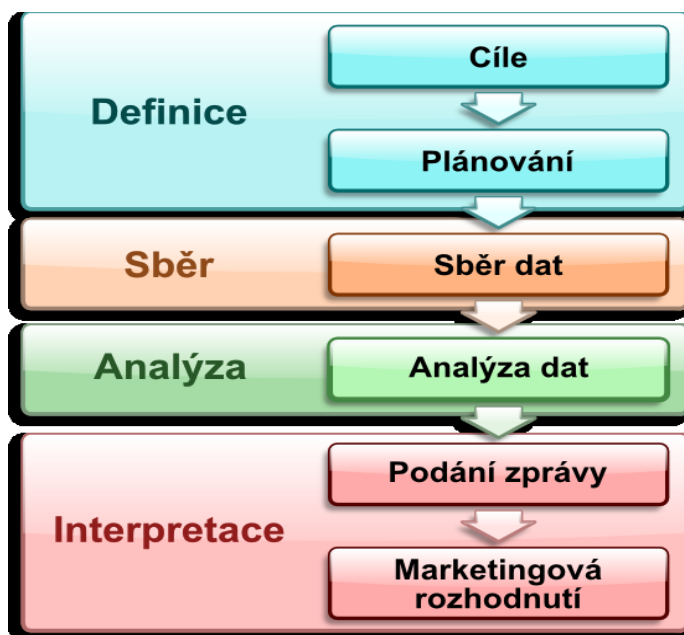 Definice
Cíle
Plánování
Sběr
Sběr dat
Analýza
Analýza dat
Interpretace
Podání zprávy
Marketingová
rozhodnutí